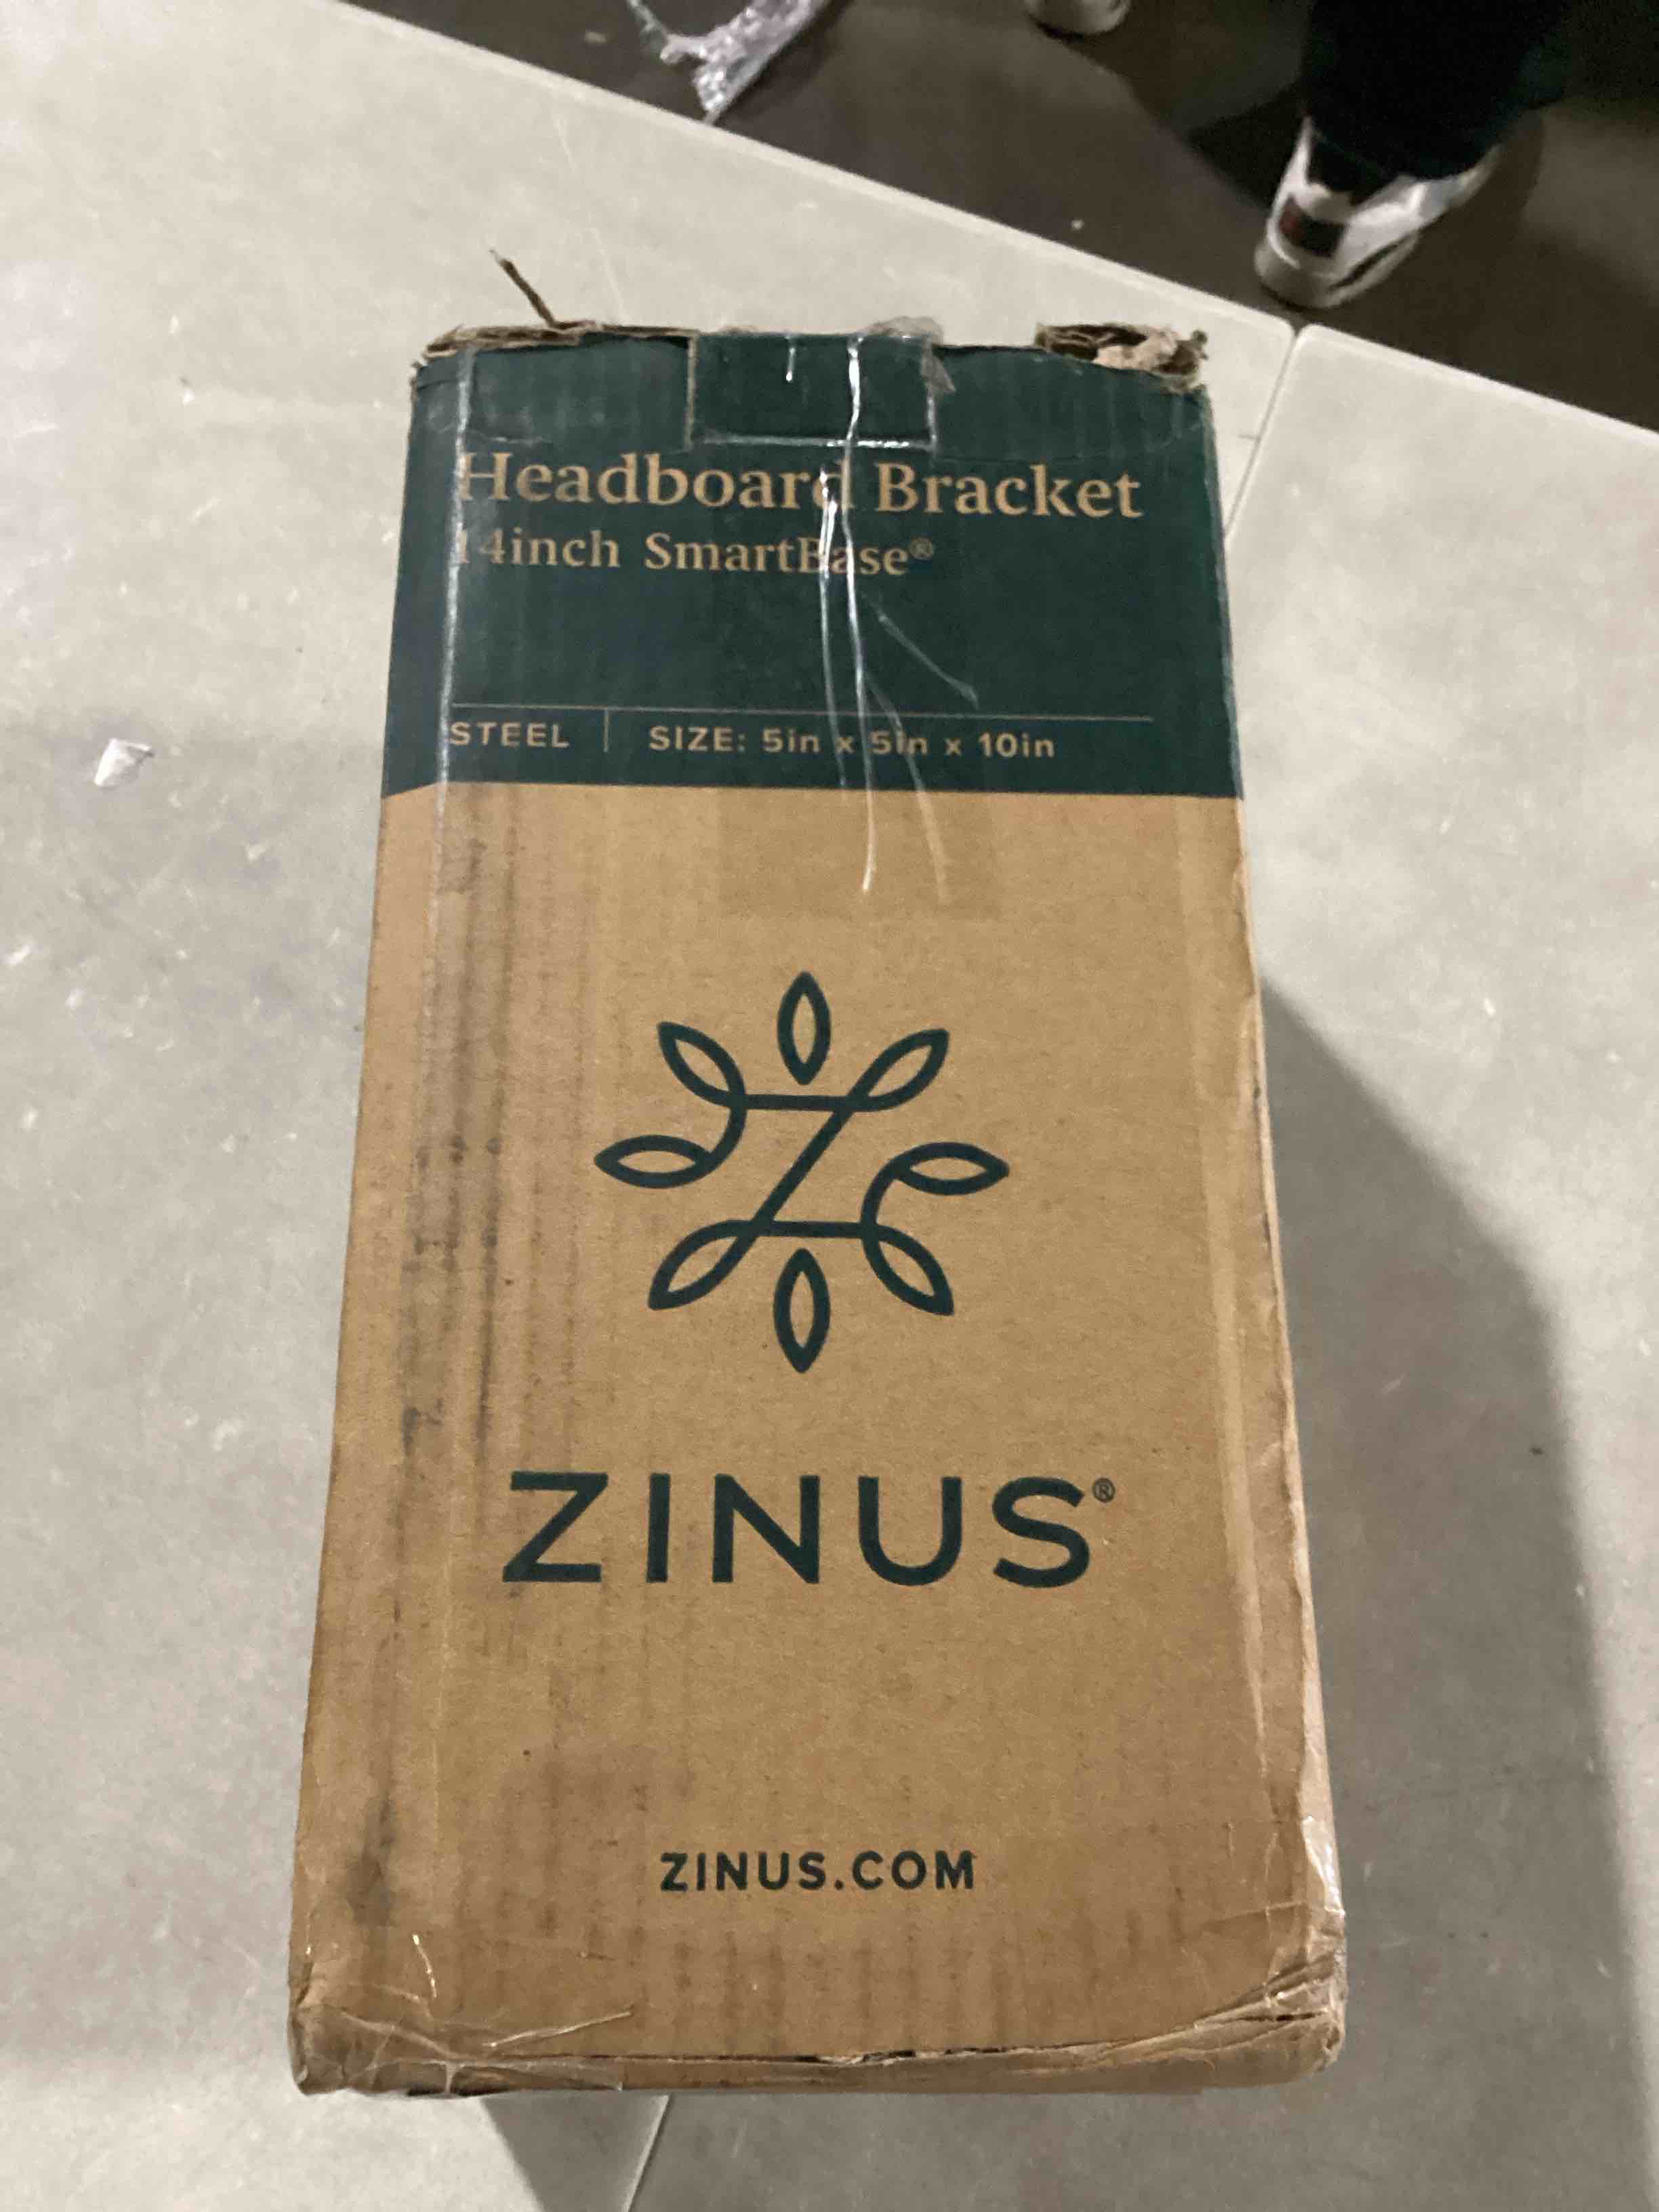 Headboard Bracket
14inch SmartBase®
STEEL | SIZE: 5in x 5in x 10in
ZINUS®
ZINUS.COM